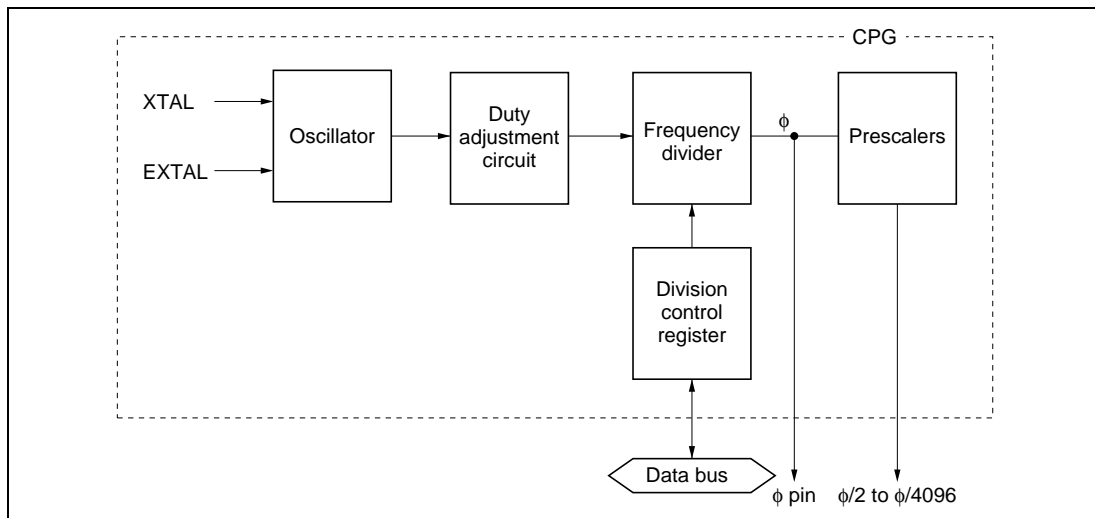 CPG
XTAL
EXTAL
Oscillator
Duty
adjustment
circuit
Frequency
divider
ϕ
Prescalers
Division
control
register
Data bus
ϕ pin
ϕ/2 to ϕ/4096